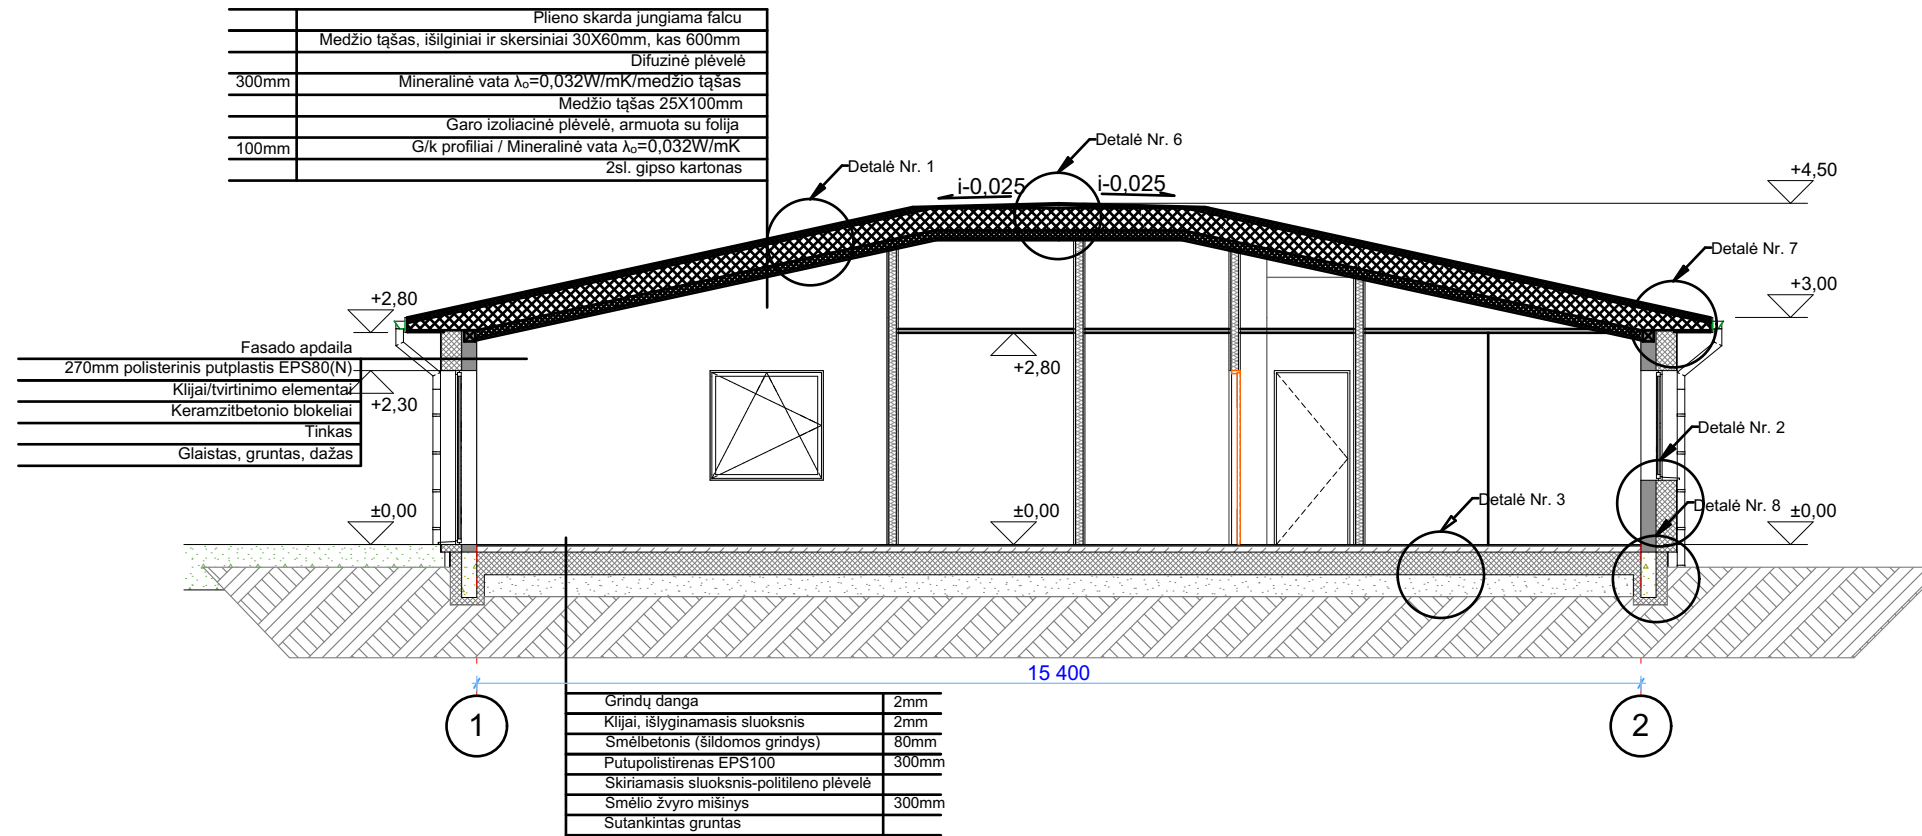 Plieno skarda jungiama falcu
Medžio tąšas, išilginiai ir skersiniai 30X60mm, kas 600mm
Difuzinė plėvelė
300mm Mineralinė vata λₒ=0,032W/mK/medžio tąšas
Medžio tąšas 25X100mm
Garo izoliacinė plėvelė, armuota su folija
100mm G/k profiliai / Mineralinė vata λₒ=0,032W/mK
2sl. gipso kartonas
Detalė Nr. 1
Detalė Nr. 6
i-0,025 i-0,025
+4,50
Detalė Nr. 7
+3,00
+2,80
Fasado apdaila
270mm polisterinis putplastis EPS80(N)
Klijai/tvirtinimo elementai
Keramzitbetonio blokeliai
Tinkas
Glaistas, gruntas, dažas
+2,30
+2,80
Detalė Nr. 2
Detalė Nr. 3
Detalė Nr. 8
±0,00
±0,00
±0,00
15 400
1
2
Grindų danga 2mm
Klijai, išlyginamasis sluoksnis 2mm
Smėlbetonis (šildomos grindys) 80mm
Putupolistirenas EPS100 300mm
Skiriamasis sluoksnis-politileno plėvelė
Smėlio žvyro mišinys 300mm
Sutankintas gruntas